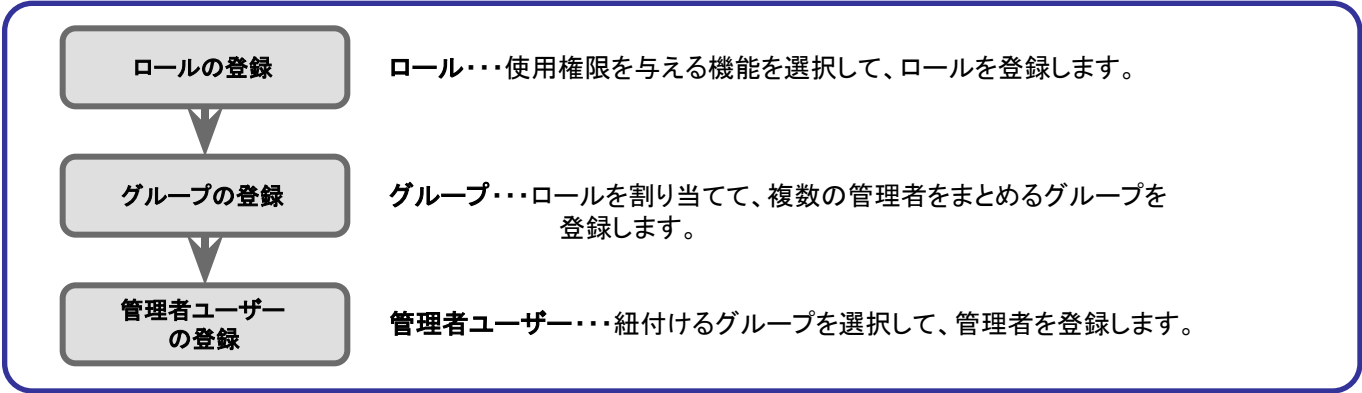 ロールの登録
ロール・・・使用権限を与える機能を選択して、ロールを登録します。
グループの登録
グループ・・・ロールを割り当てて、複数の管理者をまとめるグループを
登録します。
管理者ユーザー
の登録
管理者ユーザー・・・紐付けるグループを選択して、管理者を登録します。